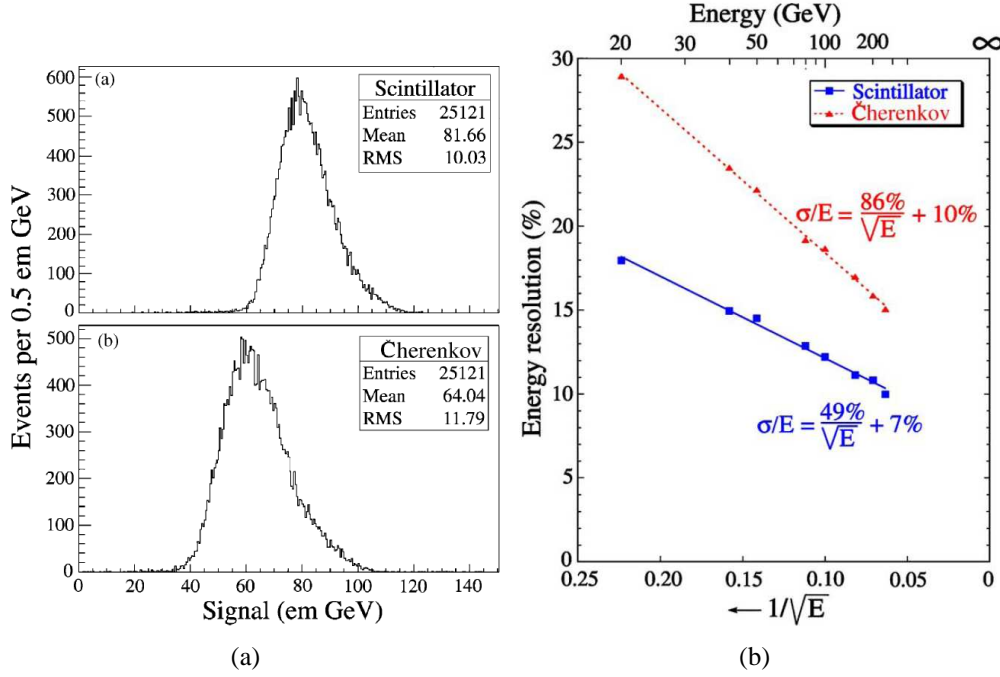 (a)
Scintillator
Entries 25121
Mean 81.66
RMS 10.03
600
500
400
300
200
100
0
(b)
Čherenkov
Entries 25121
Mean 64.04
RMS 11.79
500
400
300
200
100
0
0 20 40 60 80 100 120 140
Signal (em GeV)
Events per 0.5 em GeV
(a)
Energy (GeV)
20 30 50 100 200 ∞
Scintillator
Čherenkov
30
25
20
15
10
5
0
σ/E = 86%/√E + 10%
σ/E = 49%/√E + 7%
Energy resolution (%)
0.25 0.20 0.15 0.10 0.05 0
← 1/√E
(b)